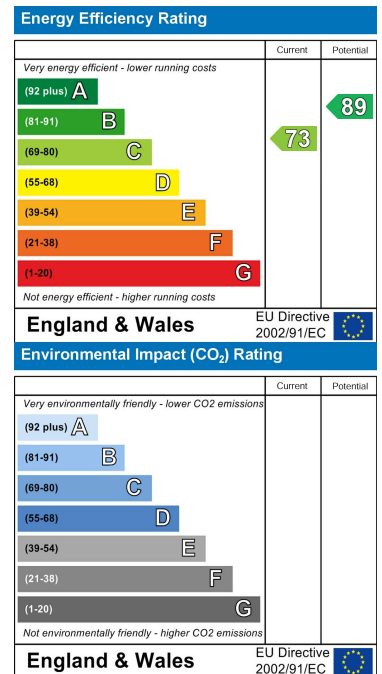 Energy Efficiency Rating
Current Potential
Very energy efficient - lower running costs
(92 plus) A
(81-91) B
(69-80) C
(55-68) D
(39-54) E
(21-38) F
(1-20) G
73
89
Not energy efficient - higher running costs
England & Wales
EU Directive
2002/91/EC
Environmental Impact (CO₂) Rating
Current Potential
Very environmentally friendly - lower CO2 emissions
(92 plus) A
(81-91) B
(69-80) C
(55-68) D
(39-54) E
(21-38) F
(1-20) G
Not environmentally friendly - higher CO2 emissions
England & Wales
EU Directive
2002/91/EC